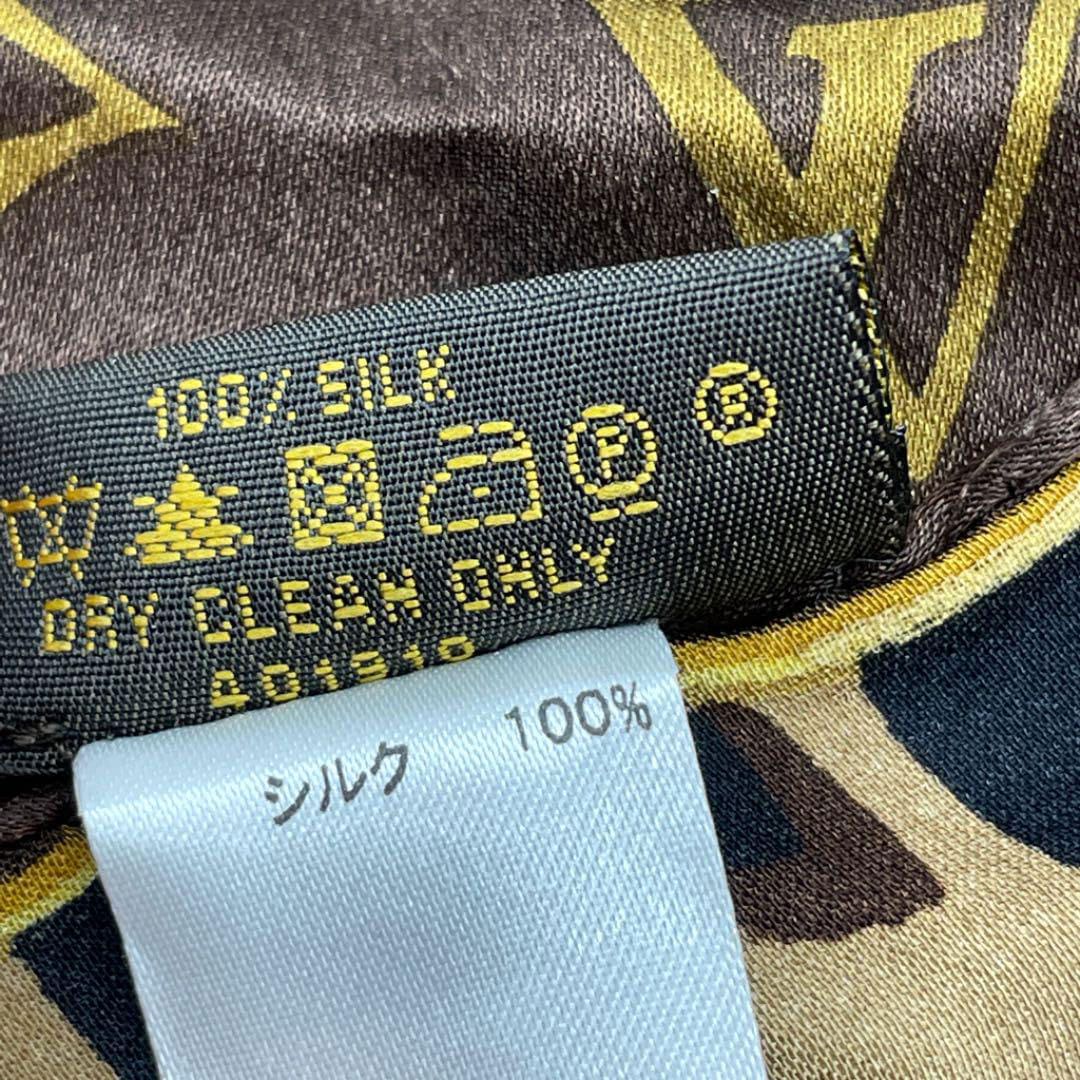 100% SILK
P
®
DRY CLEAN ONLY
シルク 100%